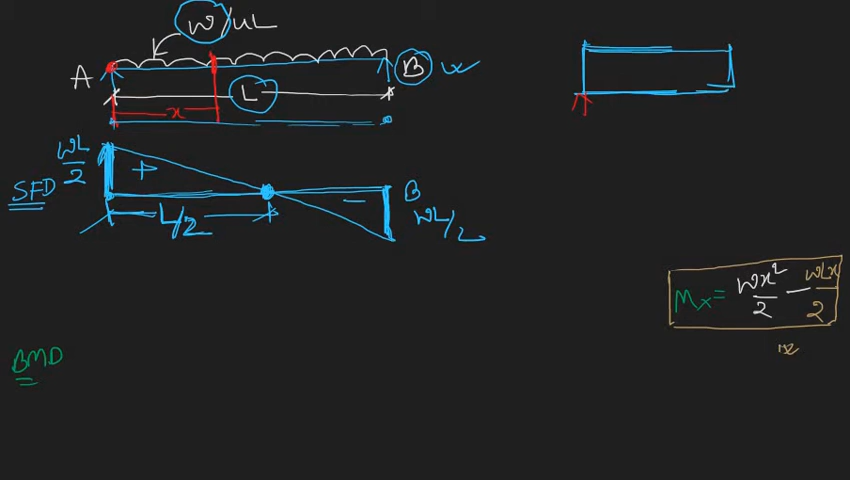 w/uL
A B
L
x
wL/2
+
SFD B
L/2 - wL/2
Mx = wx²/2 - wLx/2
BMD